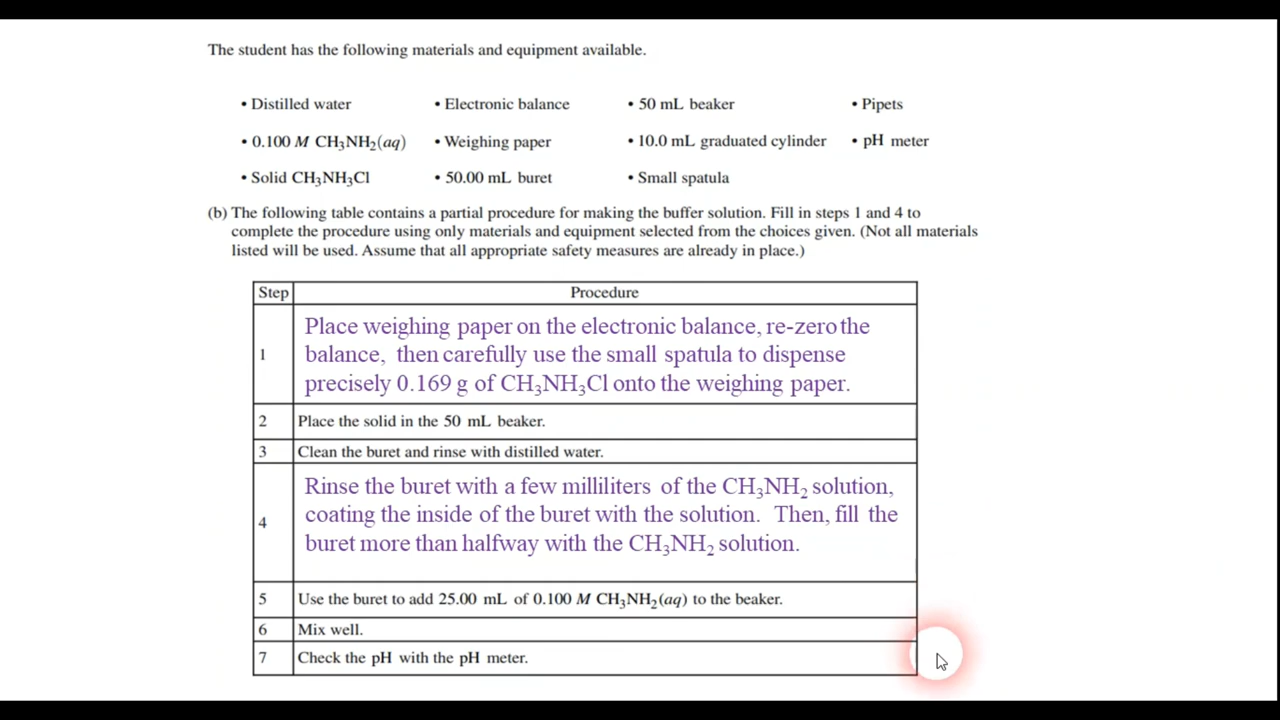 The student has the following materials and equipment available.
• Distilled water • Electronic balance • 50 mL beaker • Pipets
• 0.100 M CH₃NH₂(aq) • Weighing paper • 10.0 mL graduated cylinder • pH meter
• Solid CH₃NH₃Cl • 50.00 mL buret • Small spatula
(b) The following table contains a partial procedure for making the buffer solution. Fill in steps 1 and 4 to
complete the procedure using only materials and equipment selected from the choices given. (Not all materials
listed will be used. Assume that all appropriate safety measures are already in place.)
Step Procedure
1 Place weighing paper on the electronic balance, re-zero the
balance, then carefully use the small spatula to dispense
precisely 0.169 g of CH₃NH₃Cl onto the weighing paper.
2 Place the solid in the 50 mL beaker.
3 Clean the buret and rinse with distilled water.
4 Rinse the buret with a few milliliters of the CH₃NH₂ solution,
coating the inside of the buret with the solution. Then, fill the
buret more than halfway with the CH₃NH₂ solution.
5 Use the buret to add 25.00 mL of 0.100 M CH₃NH₂(aq) to the beaker.
6 Mix well.
7 Check the pH with the pH meter.